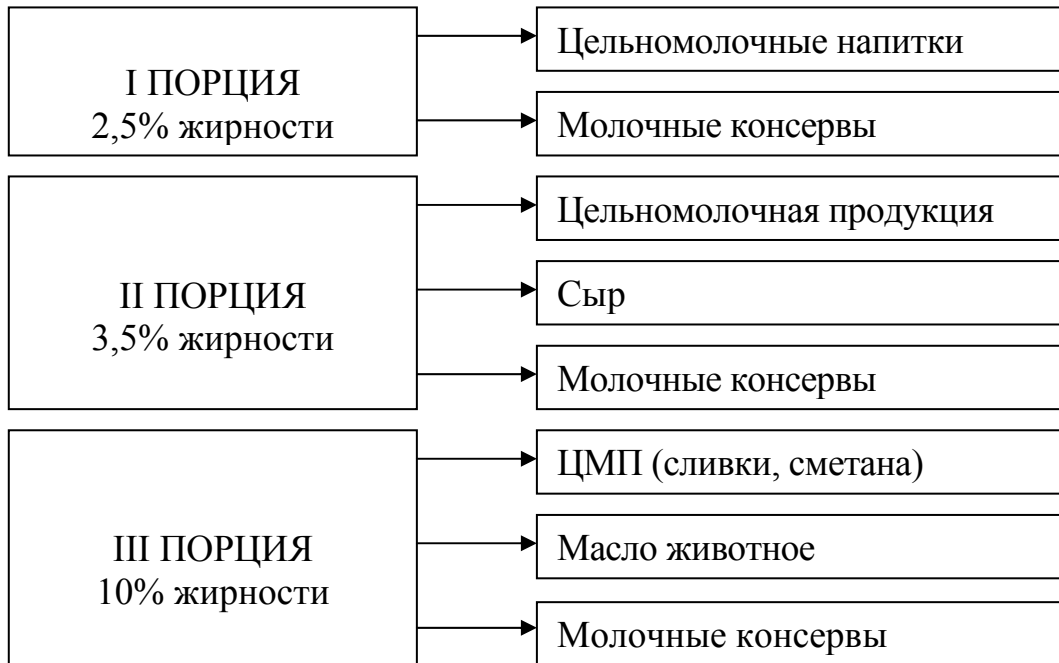 I ПОРЦИЯ
2,5% жирности
Цельномолочные напитки
Молочные консервы
II ПОРЦИЯ
3,5% жирности
Цельномолочная продукция
Сыр
Молочные консервы
III ПОРЦИЯ
10% жирности
ЦМП (сливки, сметана)
Масло животное
Молочные консервы